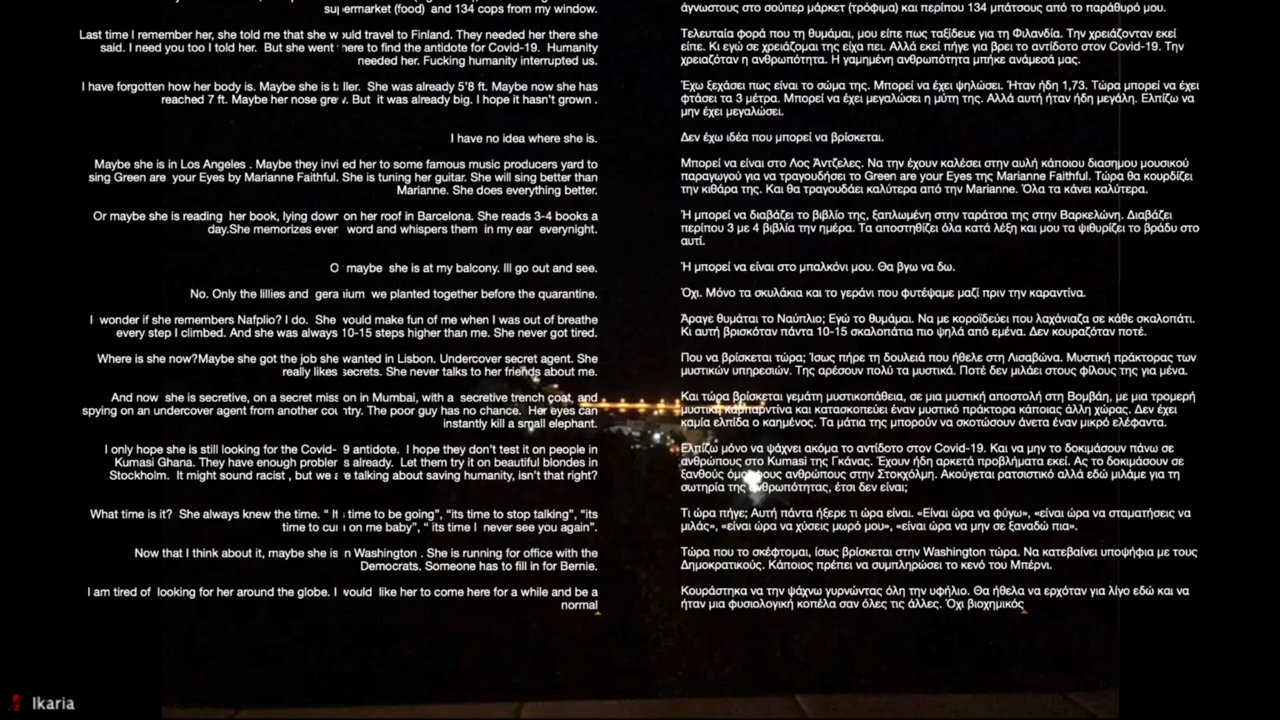 supermarket (food) and 134 cops from my window.
Last time I remember her, she told me that she would travel to Finland. They needed her there she
said. I need you too I told her. But she went here to find the antidote for Covid-19. Humanity
needed her. Fucking humanity interrupted us.
I have forgotten how her body is. Maybe she is taller. She was already 5'8 ft. Maybe now she has
reached 7 ft. Maybe her nose grew. But it was already big. I hope it hasn't grown .
I have no idea where she is.
Maybe she is in Los Angeles . Maybe they invited her to some famous music producers yard to
sing Green are your Eyes by Marianne Faithful. She is tuning her guitar. She will sing better than
Marianne. She does everything better.
Or maybe she is reading her book, lying down on her roof in Barcelona. She reads 3-4 books a
day.She memorizes every word and whispers them in my ear everynight.
O maybe she is at my balcony. Ill go out and see.
No. Only the lillies and geranium we planted together before the quarantine.
I wonder if she remembers Nafplio? I do. She would make fun of me when I was out of breathe
every step I climbed. And she was always 10-15 steps higher than me. She never got tired.
Where is she now?Maybe she got the job she wanted in Lisbon. Undercover secret agent. She
really likes secrets. She never talks to her friends about me.
And now she is secretive, on a secret mission in Mumbai, with a secretive trench coat, and
spying on an undercover agent from another country. The poor guy has no chance. Her eyes can
instantly kill a small elephant.
I only hope she is still looking for the Covid-19 antidote. I hope they don't test it on people in
Kumasi Ghana. They have enough problems already. Let them try it on beautiful blondes in
Stockholm. It might sound racist , but we are talking about saving humanity, isn't that right?
What time is it? She always knew the time. “ It time to be going”, “its time to stop talking”, “its
time to cum on me baby”, “ its time I never see you again”.
Now that I think about it, maybe she is in Washington . She is running for office with the
Democrats. Someone has to fill in for Bernie.
I am tired of looking for her around the globe. I would like her to come here for a while and be a
normal
άγνωστους στο σούπερ μάρκετ (τρόφιμα) και περίπου 134 μπάτσους από το παράθυρό μου.
Τελευταία φορά που τη θυμάμαι, μου είπε πως ταξίδευε για τη Φιλανδία. Την χρειάζονταν εκεί
είπε. Κι εγώ σε χρειάζομαι της είχα πει. Αλλά εκεί πήγε για βρει το αντίδοτο στον Covid-19. Την
χρειαζόταν η ανθρωπότητα. Η γαμημένη ανθρωπότητα μπήκε ανάμεσά μας.
Έχω ξεχάσει πως είναι το σώμα της. Μπορεί να έχει ψηλώσει. Ήταν ήδη 1,73. Τώρα μπορεί να έχει
φτάσει τα 3 μέτρα. Μπορεί να έχει μεγαλώσει η μύτη της. Αλλά αυτή ήταν ήδη μεγάλη. Ελπίζω να
μην έχει μεγαλώσει.
Δεν έχω ιδέα που μπορεί να βρίσκεται.
Μπορεί να είναι στο Λος Άντζελες. Να την έχουν καλέσει στην αυλή κάποιου διασημου μουσικού
παραγωγού για να τραγουδήσει το Green are your Eyes της Marianne Faithful. Τώρα θα κουρδίζει
την κιθάρα της. Και θα τραγουδάει καλύτερα από την Marianne. Όλα τα κάνει καλύτερα.
Ή μπορεί να διαβάζει το βιβλίο της, ξαπλωμένη στην ταράτσα της στην Βαρκελώνη. Διαβάζει
περίπου 3 με 4 βιβλία την ημέρα. Τα αποστηθίζει όλα κατά λέξη και μου τα ψιθυρίζει το βράδυ στο
αυτί.
Ή μπορεί να είναι στο μπαλκόνι μου. Θα βγω να δω.
Όχι. Μόνο τα σκυλάκια και το γεράνι που φυτέψαμε μαζί πριν την καραντίνα.
Άραγε θυμάται το Ναύπλιο; Εγώ το θυμάμαι. Να με κοροϊδεύει που λαχάνιαζα σε κάθε σκαλοπάτι.
Κι αυτή βρισκόταν πάντα 10-15 σκαλοπάτια πιο ψηλά από εμένα. Δεν κουραζόταν ποτέ.
Που να βρίσκεται τώρα; Ίσως πήρε τη δουλειά που ήθελε στη Λισαβώνα. Μυστική πράκτορας των
μυστικών υπηρεσιών. Της αρέσουν πολύ τα μυστικά. Ποτέ δεν μιλάει στους φίλους της για μένα.
Και τώρα βρίσκεται γεμάτη μυστικοπάθεια, σε μια μυστική αποστολή στη Βομβάη, με μια τρομερή
μυστική καμπαρντίνα και κατασκοπεύει έναν μυστικό πράκτορα κάποιας άλλη χώρας. Δεν έχει
καμία ελπίδα ο καημένος. Τα μάτια της μπορούν να σκοτώσουν άνετα έναν μικρό ελέφαντα.
Ελπίζω μόνο να ψάχνει ακόμα το αντίδοτο στον Covid-19. Και να μην το δοκιμάσουν πάνω σε
ανθρώπους στο Kumasi της Γκάνας. Έχουν ήδη αρκετά προβλήματα εκεί. Ας το δοκιμάσουν σε
ξανθούς όμορφους ανθρώπους στην Στοκχόλμη. Ακούγεται ρατσιστικό αλλά εδώ μιλάμε για τη
σωτηρία της ανθρωπότητας, έτσι δεν είναι;
Τι ώρα πήγε; Αυτή πάντα ήξερε τι ώρα είναι. «Είναι ώρα να φύγω», «είναι ώρα να σταματήσεις να
μιλάς», «είναι ώρα να χύσεις μωρό μου», «είναι ώρα να μην σε ξαναδώ πια».
Τώρα που το σκέφτομαι, ίσως βρίσκεται στην Washington τώρα. Να κατεβαίνει υποψήφια με τους
Δημοκρατικούς. Κάποιος πρέπει να συμπληρώσει το κενό του Μπέρνι.
Κουράστηκα να την ψάχνω γυρνώντας όλη την υφήλιο. Θα ήθελα να ερχόταν για λίγο εδώ και να
ήταν μια φυσιολογική κοπέλα σαν όλες τις άλλες. Όχι βιοχημικός
Ikaria